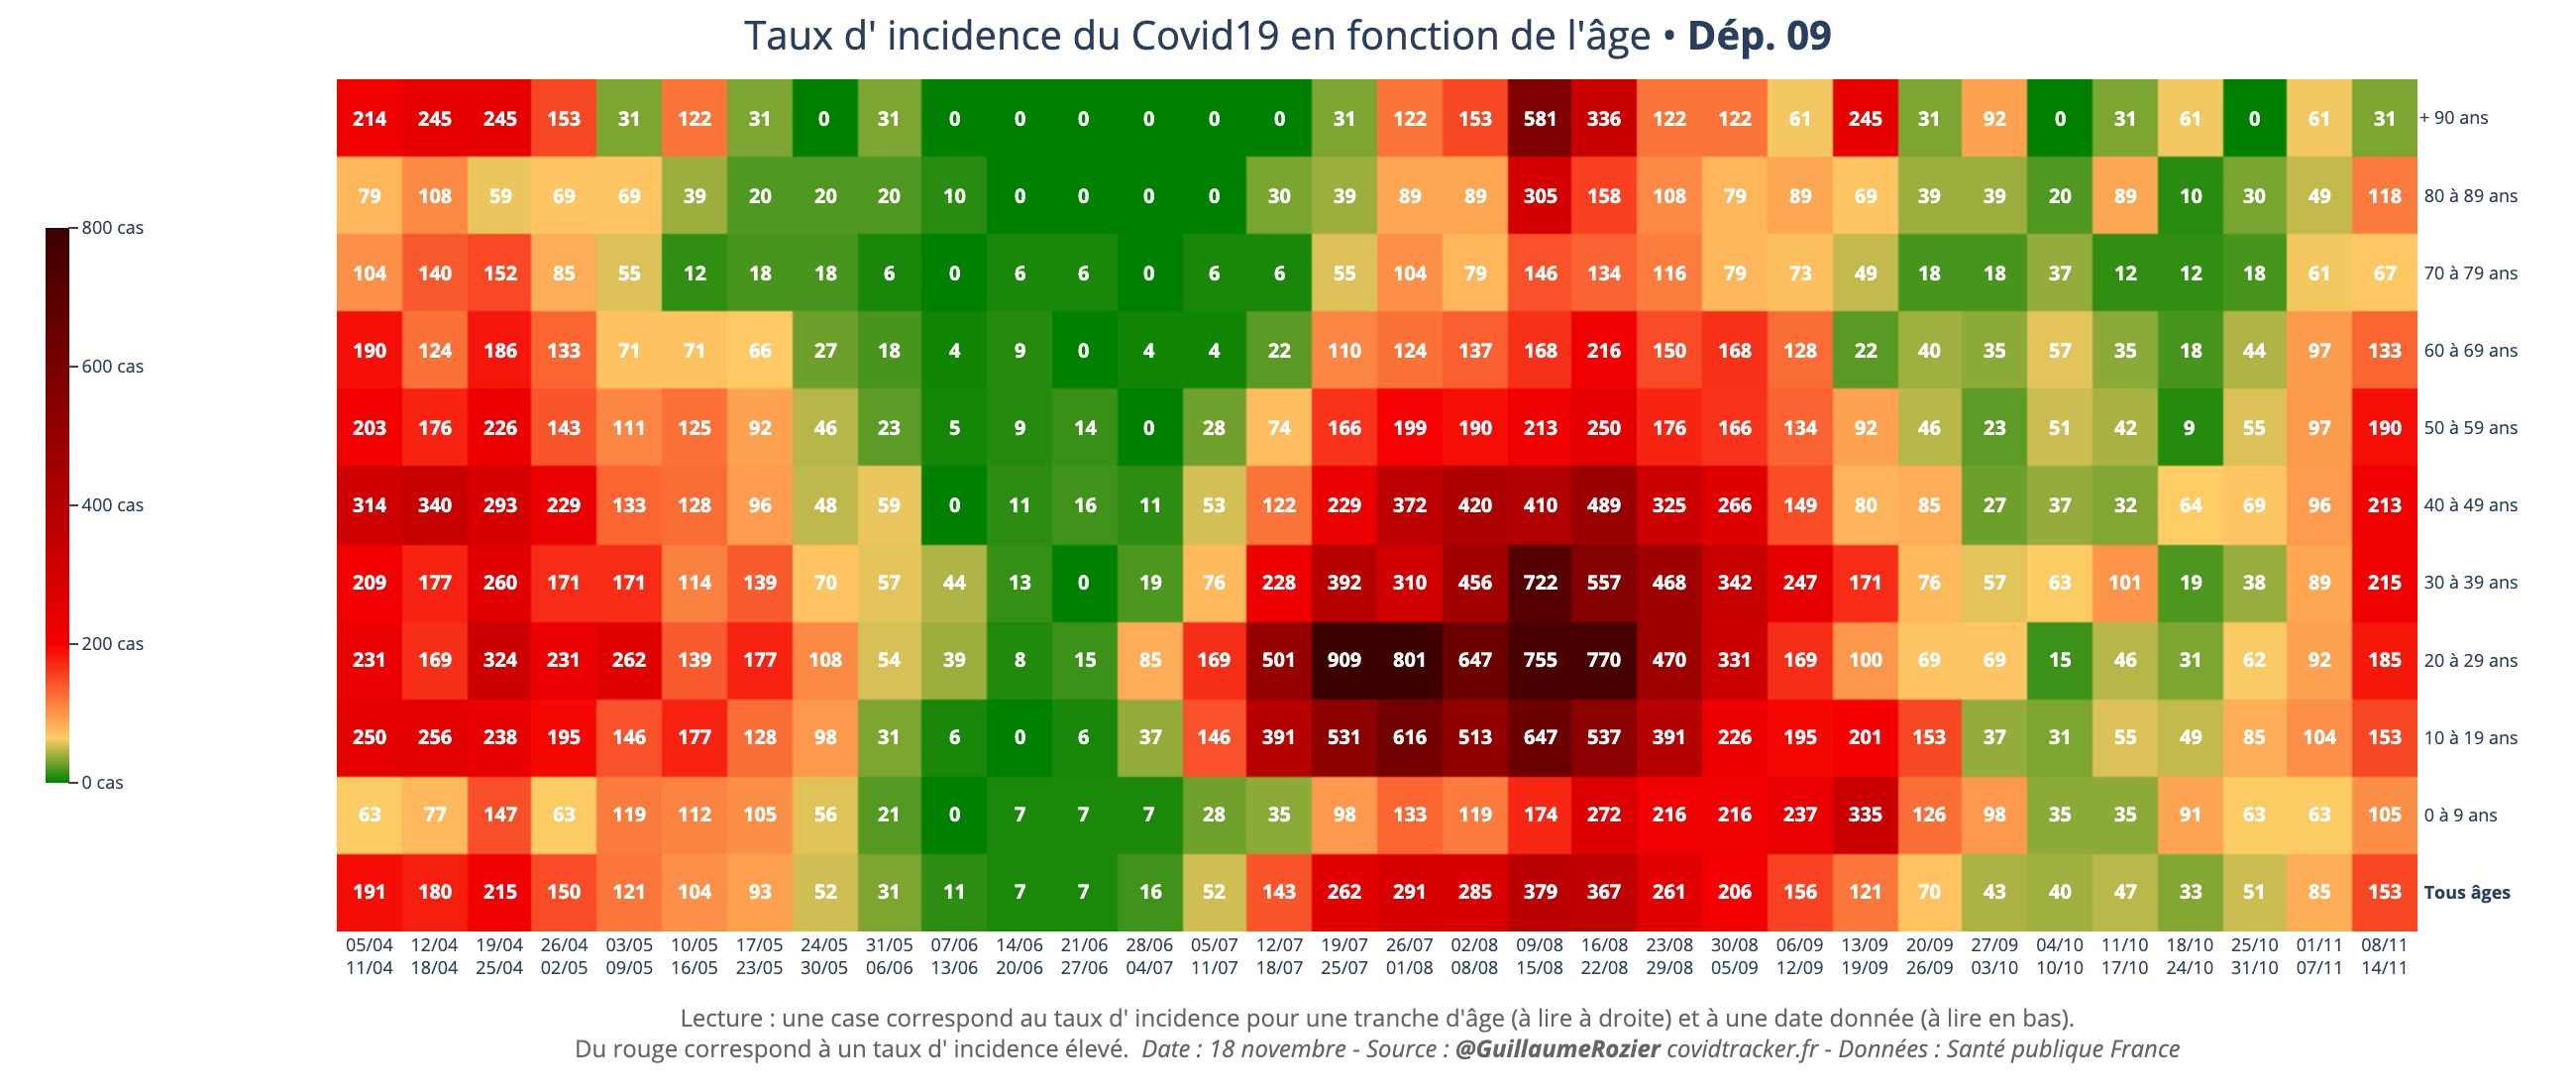 Taux d' incidence du Covid19 en fonction de l'âge • Dép. 09
800 cas
600 cas
400 cas
200 cas
0 cas
214 245 245 153 31 122 31 0 31 0 0 0 0 0 0 31 122 153 581 336 122 122 61 245 31 92 0 31 61 0 61 31 + 90 ans
79 108 59 69 69 39 20 20 20 10 0 0 0 0 30 39 89 89 305 158 108 79 89 69 39 39 20 89 10 30 49 118 80 à 89 ans
104 140 152 85 55 12 18 18 6 0 6 6 0 6 6 55 104 79 146 134 116 79 73 49 18 18 37 12 12 18 61 67 70 à 79 ans
190 124 186 133 71 71 66 27 18 4 9 0 4 4 22 110 124 137 168 216 150 168 128 22 40 35 57 35 18 44 97 133 60 à 69 ans
203 176 226 143 111 125 92 46 23 5 9 14 0 28 74 166 199 190 213 250 176 166 134 92 46 23 51 42 9 55 97 190 50 à 59 ans
314 340 293 229 133 128 96 48 59 0 11 16 11 53 122 229 372 420 410 489 325 266 149 80 85 27 37 32 64 69 96 213 40 à 49 ans
209 177 260 171 171 114 139 70 57 44 13 0 19 76 228 392 310 456 722 557 468 342 247 171 76 57 63 101 19 38 89 215 30 à 39 ans
231 169 324 231 262 139 177 108 54 39 8 15 85 169 501 909 801 647 755 770 470 331 169 100 69 69 15 46 31 62 92 185 20 à 29 ans
250 256 238 195 146 177 128 98 31 6 0 6 37 146 391 531 616 513 647 537 391 226 195 201 153 37 31 55 49 85 104 153 10 à 19 ans
63 77 147 63 119 112 105 56 21 0 7 7 7 28 35 98 133 119 174 272 216 216 237 335 126 98 35 35 91 63 63 105 0 à 9 ans
191 180 215 150 121 104 93 52 31 11 7 7 16 52 143 262 291 285 379 367 261 206 156 121 70 43 40 47 33 51 85 153 Tous âges
05/04 12/04 19/04 26/04 03/05 10/05 17/05 24/05 31/05 07/06 14/06 21/06 28/06 05/07 12/07 19/07 26/07 02/08 09/08 16/08 23/08 30/08 06/09 13/09 20/09 27/09 04/10 11/10 18/10 25/10 01/11 08/11
11/04 18/04 25/04 02/05 09/05 16/05 23/05 30/05 06/06 13/06 20/06 27/06 04/07 11/07 18/07 25/07 01/08 08/08 15/08 22/08 29/08 05/09 12/09 19/09 26/09 03/10 10/10 17/10 24/10 31/10 07/11 14/11
Lecture : une case correspond au taux d' incidence pour une tranche d'âge (à lire à droite) et à une date donnée (à lire en bas).
Du rouge correspond à un taux d' incidence élevé. Date : 18 novembre - Source : @GuillaumeRozier covidtracker.fr - Données : Santé publique France